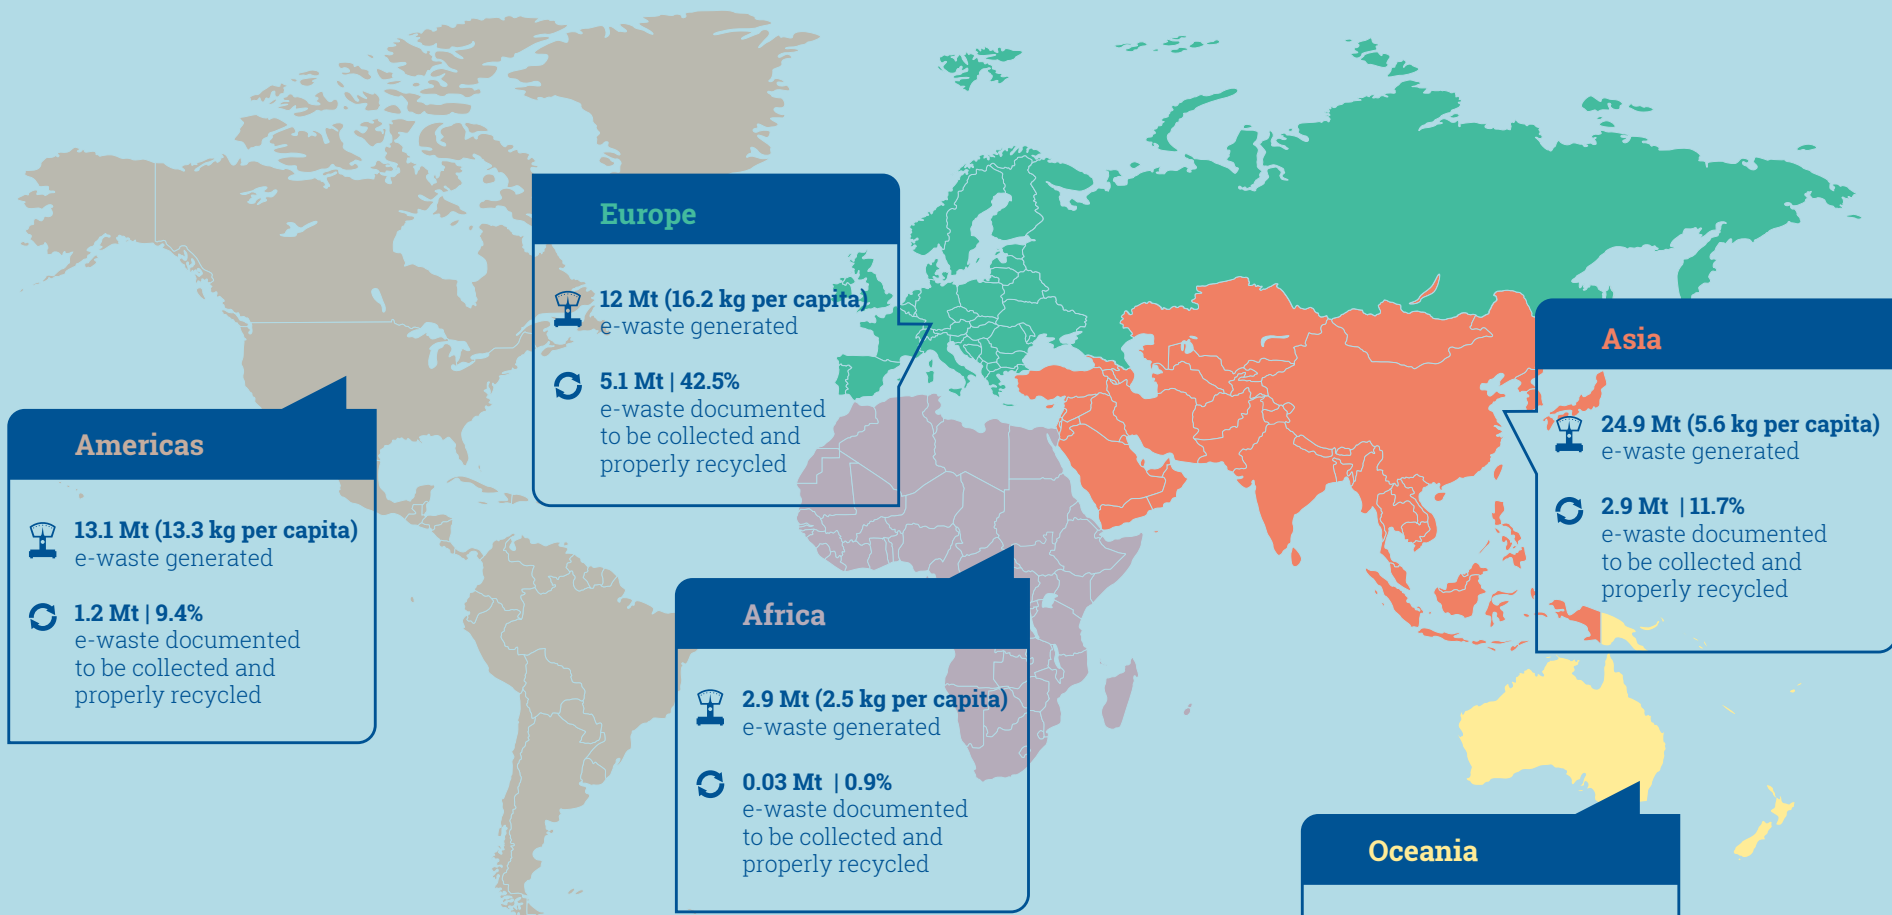 Europe
12 Mt (16.2 kg per capita)
e-waste generated
5.1 Mt | 42.5%
e-waste documented
to be collected and
properly recycled
Asia
24.9 Mt (5.6 kg per capita)
e-waste generated
2.9 Mt | 11.7%
e-waste documented
to be collected and
properly recycled
Americas
13.1 Mt (13.3 kg per capita)
e-waste generated
1.2 Mt | 9.4%
e-waste documented
to be collected and
properly recycled
Africa
2.9 Mt (2.5 kg per capita)
e-waste generated
0.03 Mt | 0.9%
e-waste documented
to be collected and
properly recycled
Oceania